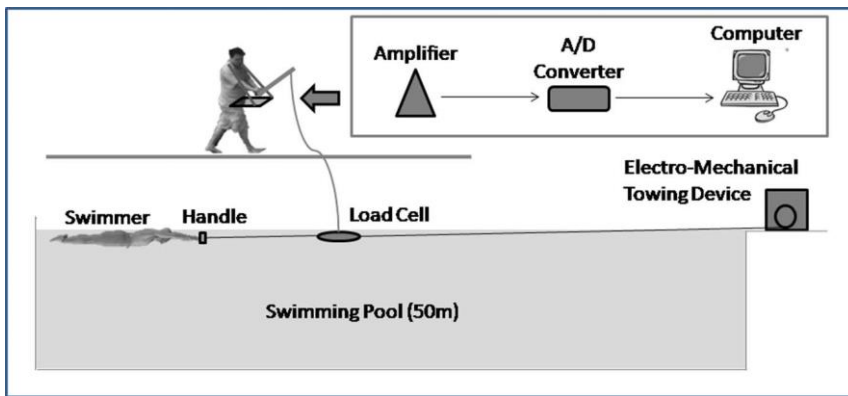 Amplifier
A/D
Converter
Computer
Electro-Mechanical
Towing Device
Swimmer
Handle
Load Cell
Swimming Pool (50m)